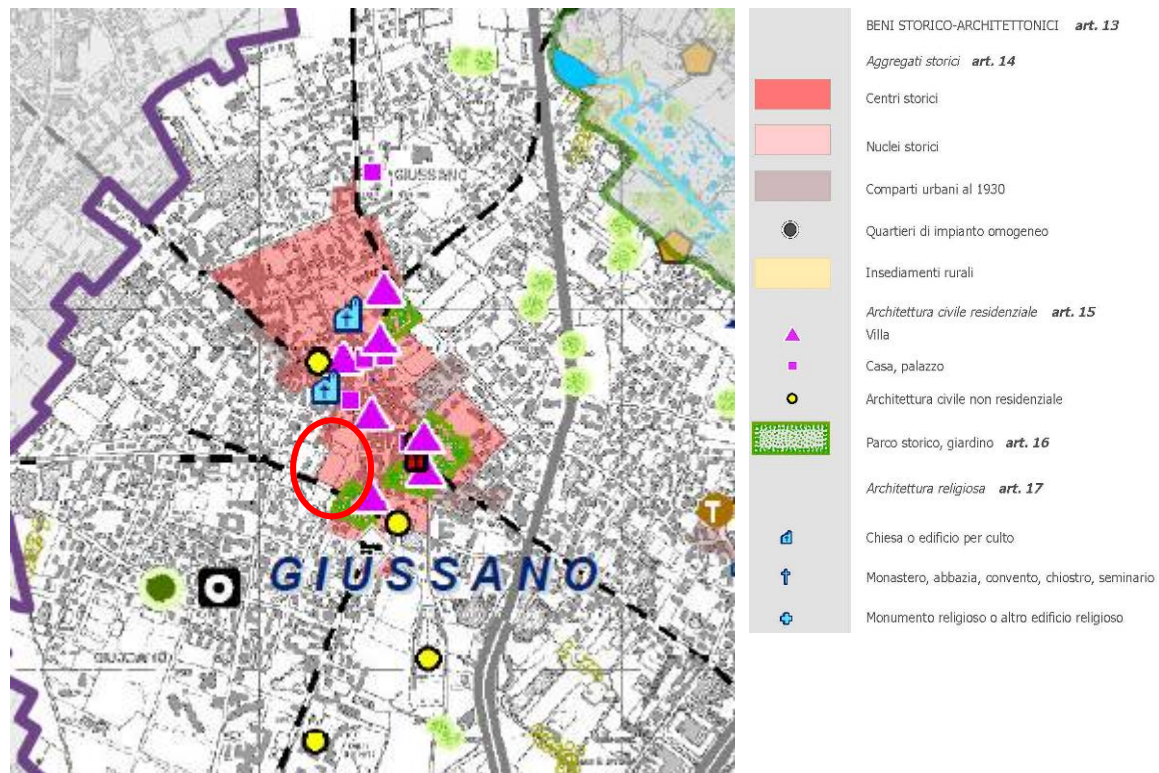 GIUSSANO
GIUSSANO
T
BENI STORICO-ARCHITETTONICI art. 13
Aggregati storici art. 14
Centri storici
Nuclei storici
Comparti urbani al 1930
Quartieri di impianto omogeneo
Insediamenti rurali
Architettura civile residenziale art. 15
Villa
Casa, palazzo
Architettura civile non residenziale
Parco storico, giardino art. 16
Architettura religiosa art. 17
Chiesa o edificio per culto
Monastero, abbazia, convento, chiostro, seminario
Monumento religioso o altro edificio religioso